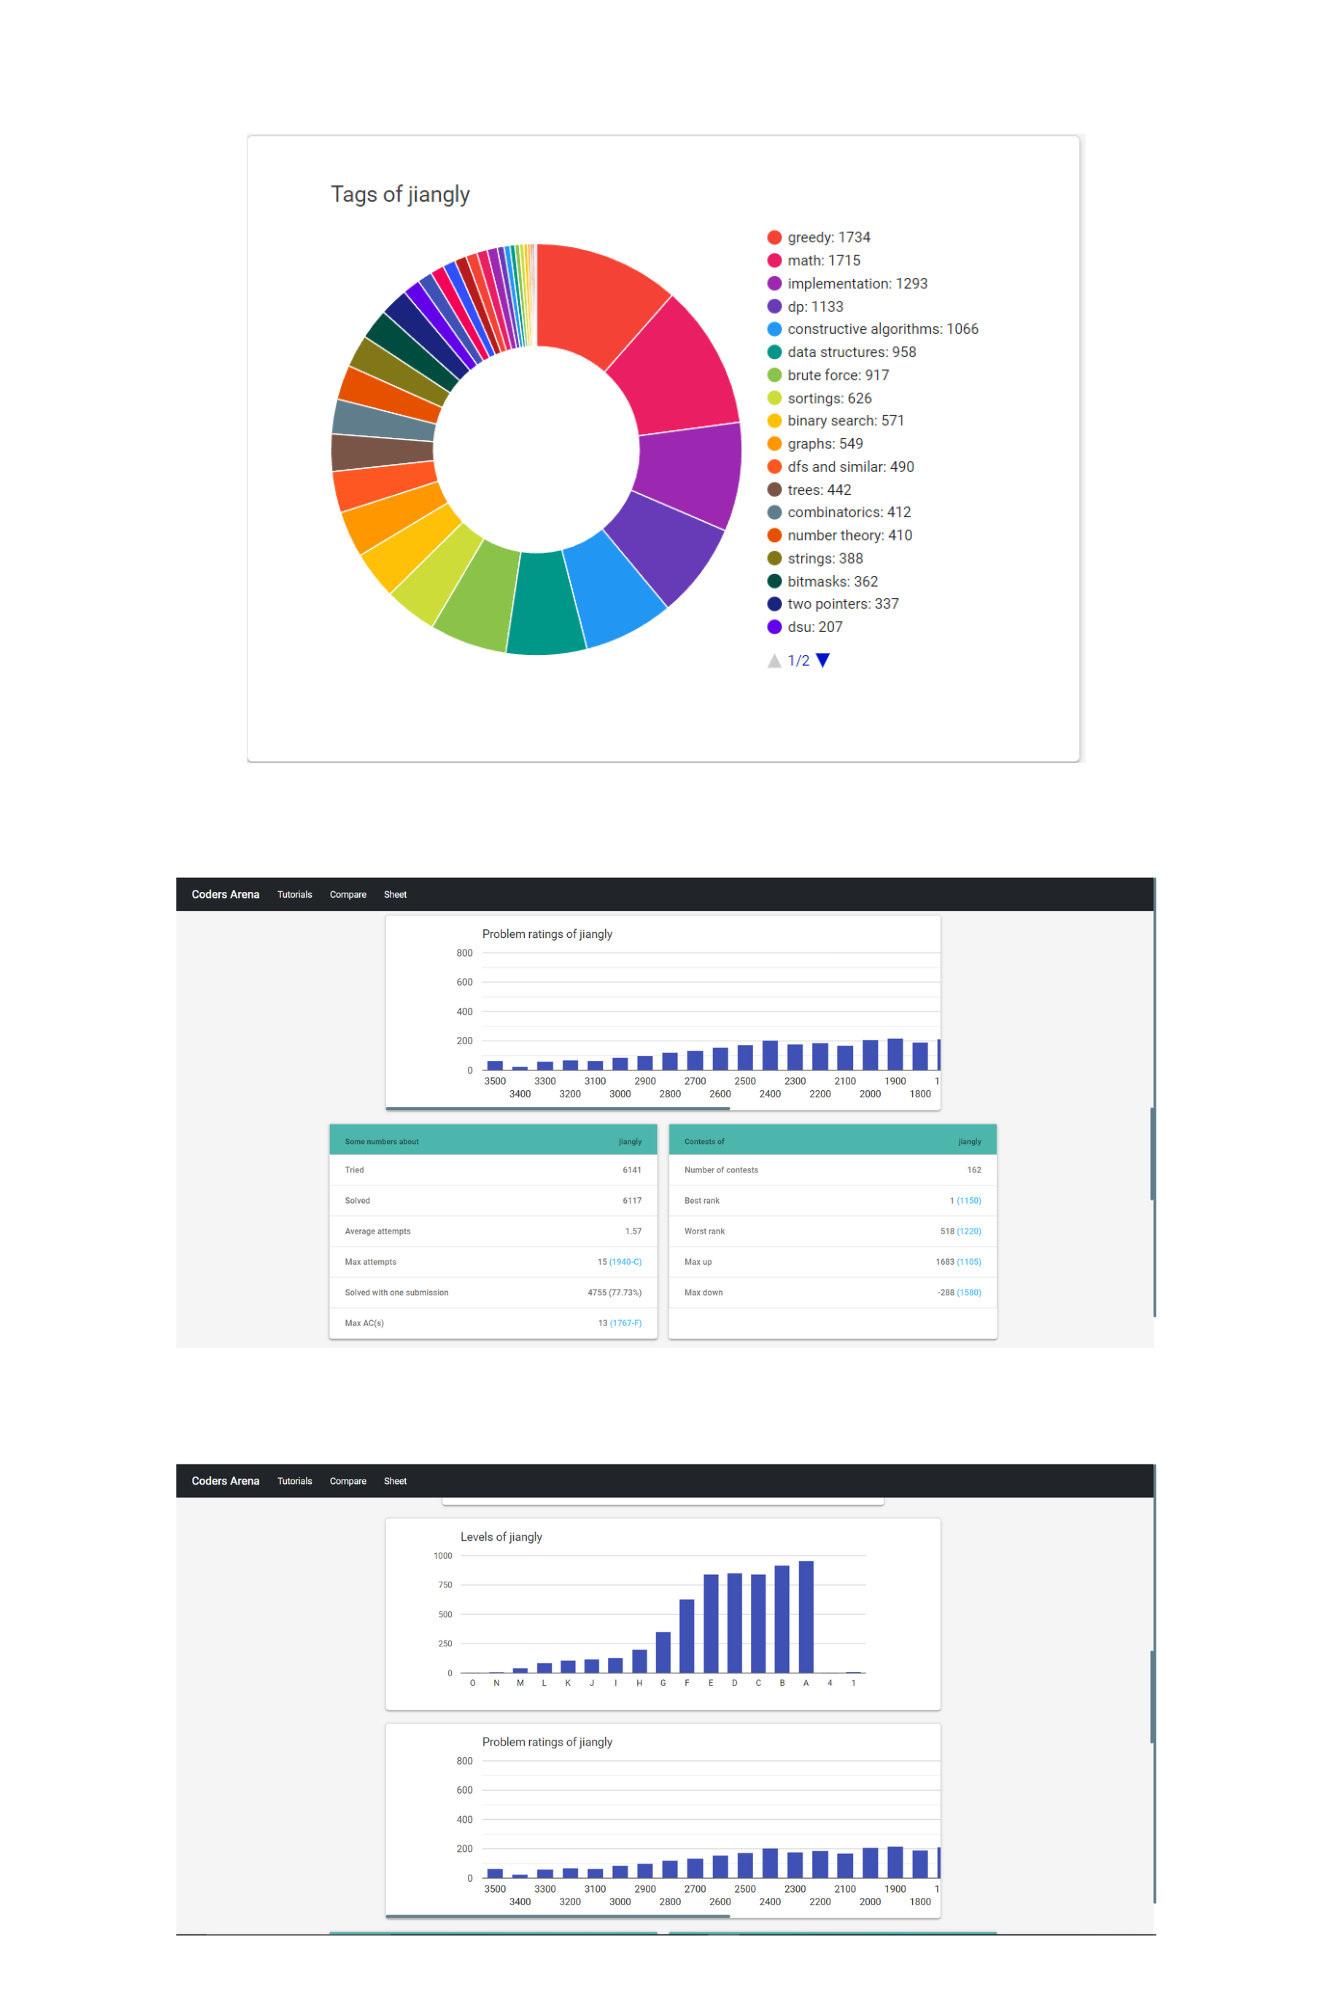 Tags of jiangly
greedy: 1734
math: 1715
implementation: 1293
dp: 1133
constructive algorithms: 1066
data structures: 958
brute force: 917
sortings: 626
binary search: 571
graphs: 549
dfs and similar: 490
trees: 442
combinatorics: 412
number theory: 410
strings: 388
bitmasks: 362
two pointers: 337
dsu: 207
1/2
Coders Arena Tutorials Compare Sheet
Problem ratings of jiangly
800
600
400
200
0
3500 3300 3100 2900 2700 2500 2300 2100 1900 1
3400 3200 3000 2800 2600 2400 2200 2000 1800
Some numbers about jiangly
Tried 6141
Solved 6117
Average attempts 1.57
Max attempts 15 (1940-C)
Solved with one submission 4755 (77.73%)
Max AC(s) 13 (1767-F)
Contests of jiangly
Number of contests 162
Best rank 1 (1150)
Worst rank 518 (1220)
Max up 1683 (1105)
Max down -288 (1580)
Coders Arena Tutorials Compare Sheet
Levels of jiangly
1000
750
500
250
0
O N M L K J I H G F E D C B A 4 1
Problem ratings of jiangly
800
600
400
200
0
3500 3300 3100 2900 2700 2500 2300 2100 1900 1
3400 3200 3000 2800 2600 2400 2200 2000 1800